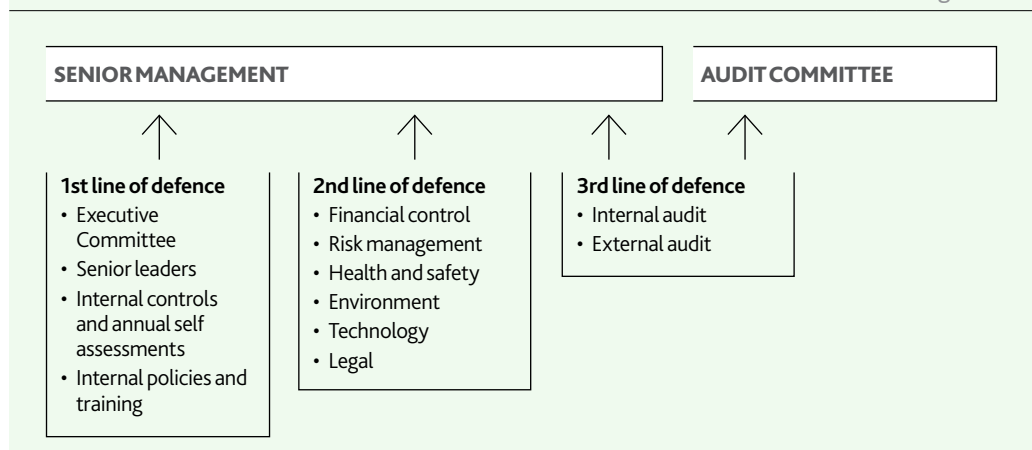 SENIOR MANAGEMENT
AUDIT COMMITTEE
1st line of defence
• Executive
Committee
• Senior leaders
• Internal controls
and annual self
assessments
• Internal policies and
training
2nd line of defence
• Financial control
• Risk management
• Health and safety
• Environment
• Technology
• Legal
3rd line of defence
• Internal audit
• External audit